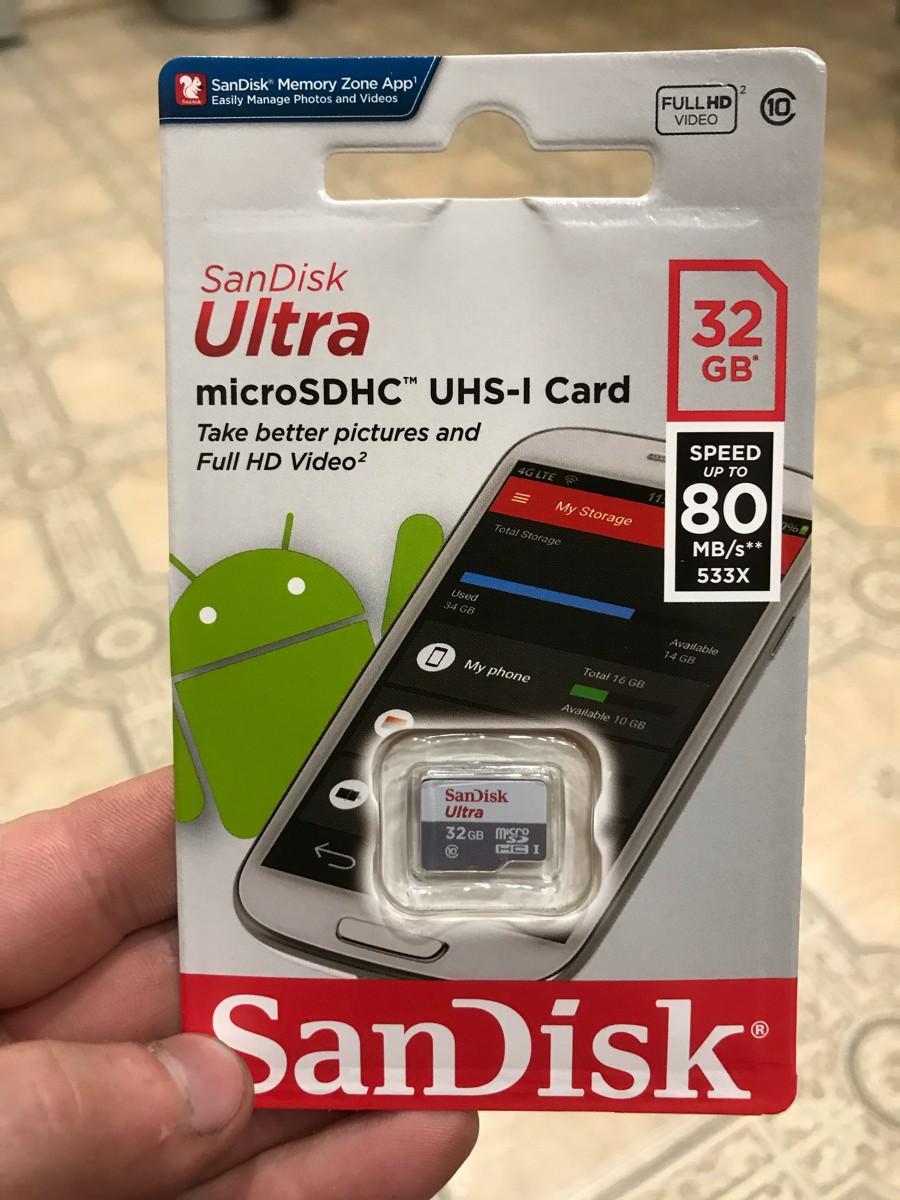 SanDisk® Memory Zone App¹
Easily Manage Photos and Videos
FULL HD
VIDEO
2
10
SanDisk
Ultra
microSDHC™ UHS-I Card
Take better pictures and
Full HD Video²
32
GB*
SPEED
UP TO
80
MB/s**
533X
4G LTE
11:
0%
My Storage
Total Storage
Used
34 GB
Available
14 GB
My phone
Total 16 GB
Available 10 GB
SanDisk
Ultra
32GB
micro
SD
HC I
10
SanDisk®